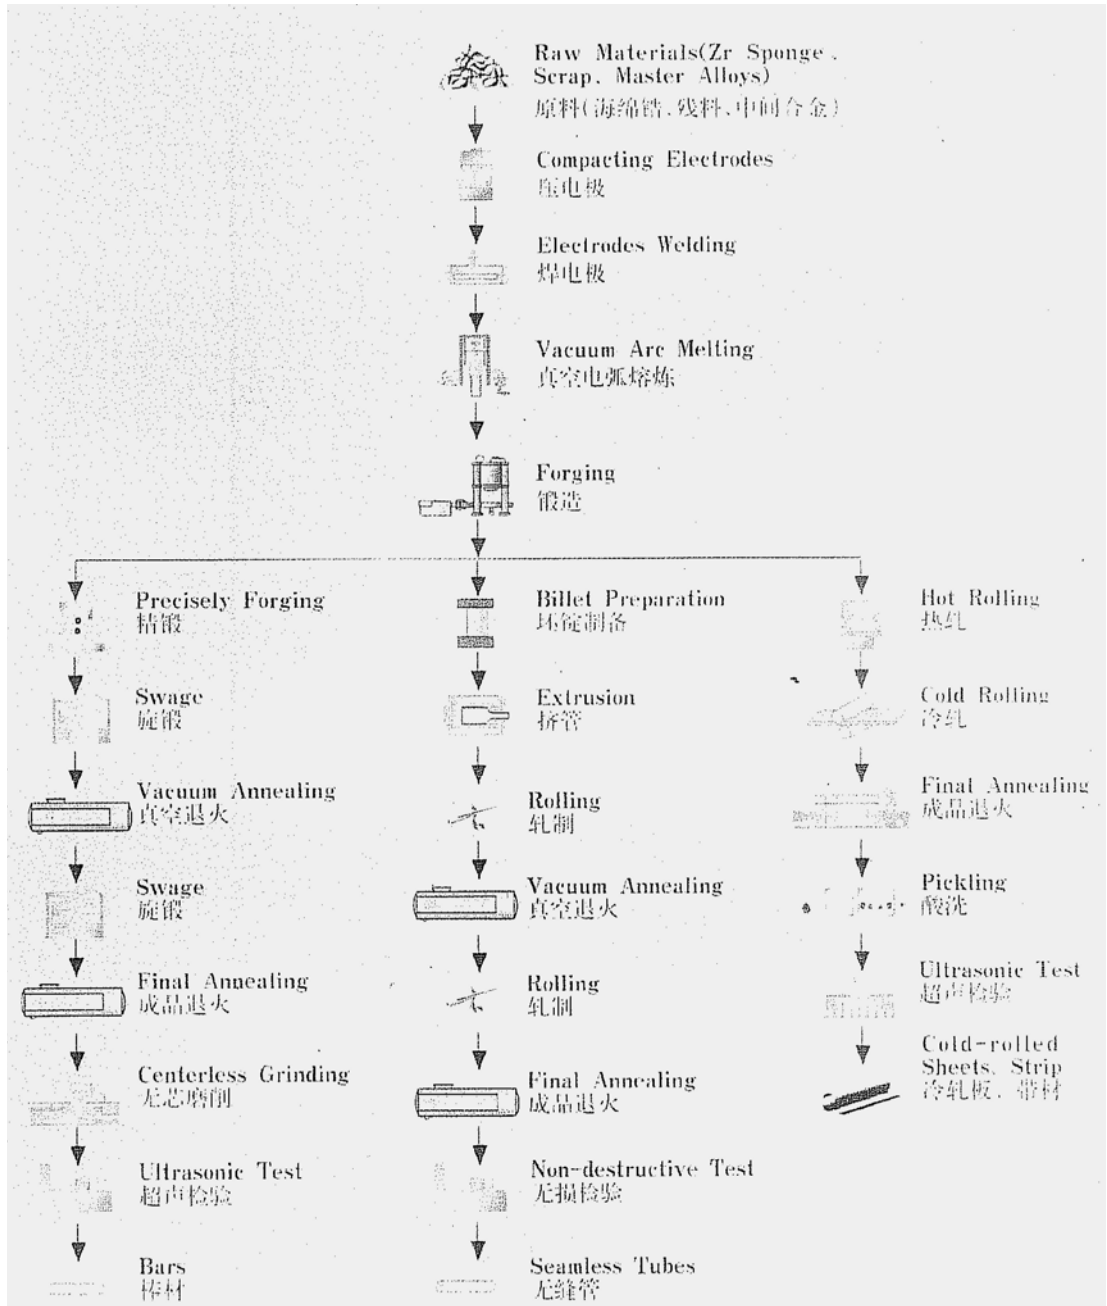 Raw Materials(Zr Sponge、
Scrap、Master Alloys)
原料(海绵锆、残料、中间合金)
Compacting Electrodes
压电极
Electrodes Welding
焊电极
Vacuum Arc Melting
真空电弧熔炼
Forging
锻造
Precisely Forging
精锻
Swage
旋锻
Vacuum Annealing
真空退火
Swage
旋锻
Final Annealing
成品退火
Centerless Grinding
无芯磨削
Ultrasonic Test
超声检验
Bars
棒材
Billet Preparation
坯锭制备
Extrusion
挤管
Rolling
轧制
Vacuum Annealing
真空退火
Rolling
轧制
Final Annealing
成品退火
Non-destructive Test
无损检验
Seamless Tubes
无缝管
Hot Rolling
热轧
Cold Rolling
冷轧
Final Annealing
成品退火
Pickling
酸洗
Ultrasonic Test
超声检验
Cold-rolled
Sheets、Strip
冷轧板、带材